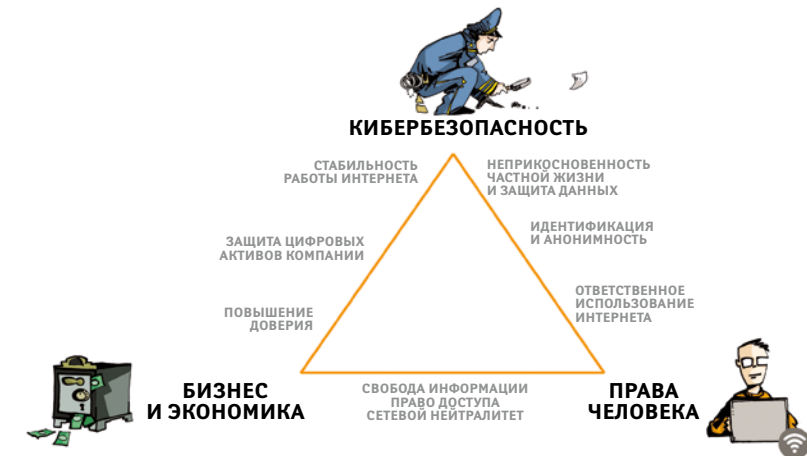 КИБЕРБЕЗОПАСНОСТЬ
СТАБИЛЬНОСТЬ
РАБОТЫ ИНТЕРНЕТА
НЕПРИКОСНОВЕННОСТЬ
ЧАСТНОЙ ЖИЗНИ
И ЗАЩИТА ДАННЫХ
ЗАЩИТА ЦИФРОВЫХ
АКТИВОВ КОМПАНИИ
ИДЕНТИФИКАЦИЯ
И АНОНИМНОСТЬ
ПОВЫШЕНИЕ
ДОВЕРИЯ
ОТВЕТСТВЕННОЕ
ИСПОЛЬЗОВАНИЕ
ИНТЕРНЕТА
БИЗНЕС
И ЭКОНОМИКА
СВОБОДА ИНФОРМАЦИИ
ПРАВО ДОСТУПА
СЕТЕВОЙ НЕЙТРАЛИТЕТ
ПРАВА
ЧЕЛОВЕКА